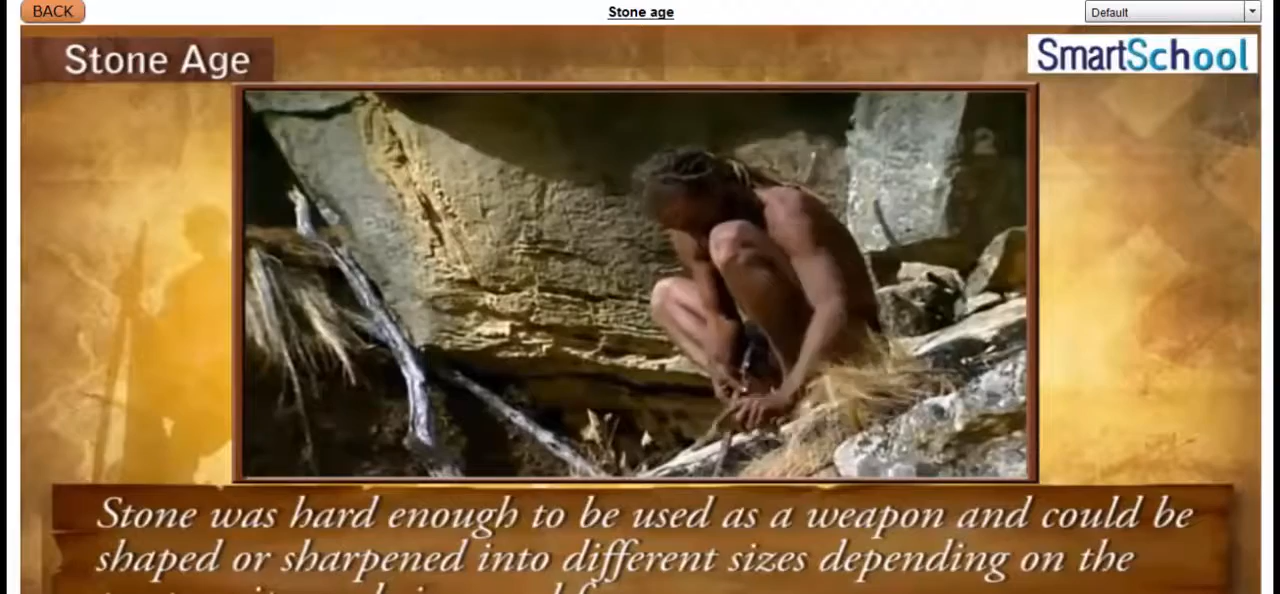 BACK
Stone age
Default
Stone Age
SmartSchool
Stone was hard enough to be used as a weapon and could be
shaped or sharpened into different sizes depending on the